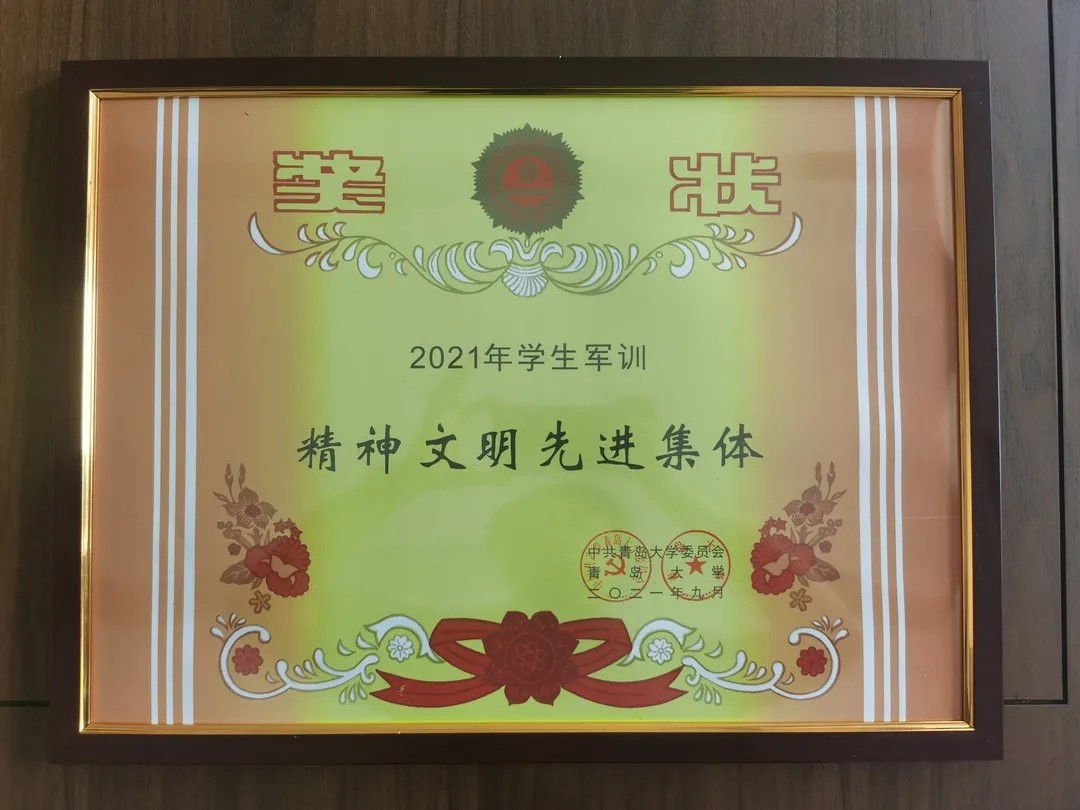 奖状
2021年学生军训
精神文明先进集体
中共青岛大学委员会
青岛大学
二〇二一年九月